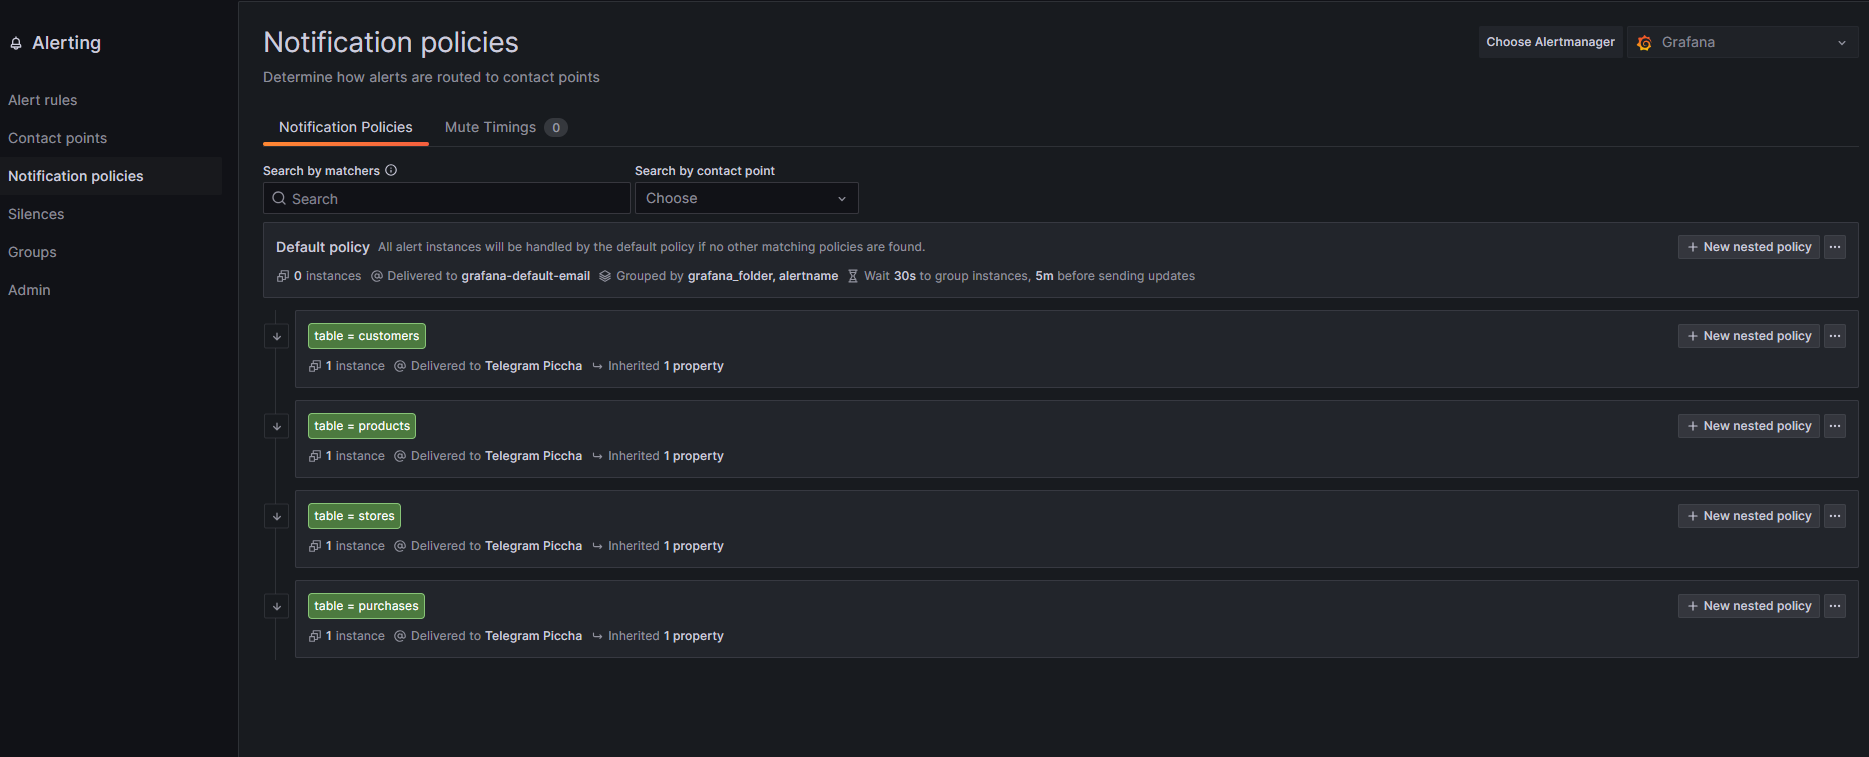 Alerting
Alert rules
Contact points
Notification policies
Silences
Groups
Admin
Notification policies
Determine how alerts are routed to contact points
Choose Alertmanager
Grafana
Notification Policies
Mute Timings 0
Search by matchers
Search by contact point
Search
Choose
Default policy All alert instances will be handled by the default policy if no other matching policies are found.
+ New nested policy ...
0 instances @ Delivered to grafana-default-email Grouped by grafana_folder, alertname Wait 30s to group instances, 5m before sending updates
table = customers
+ New nested policy ...
1 instance @ Delivered to Telegram Piccha Inherited 1 property
table = products
+ New nested policy ...
1 instance @ Delivered to Telegram Piccha Inherited 1 property
table = stores
+ New nested policy ...
1 instance @ Delivered to Telegram Piccha Inherited 1 property
table = purchases
+ New nested policy ...
1 instance @ Delivered to Telegram Piccha Inherited 1 property